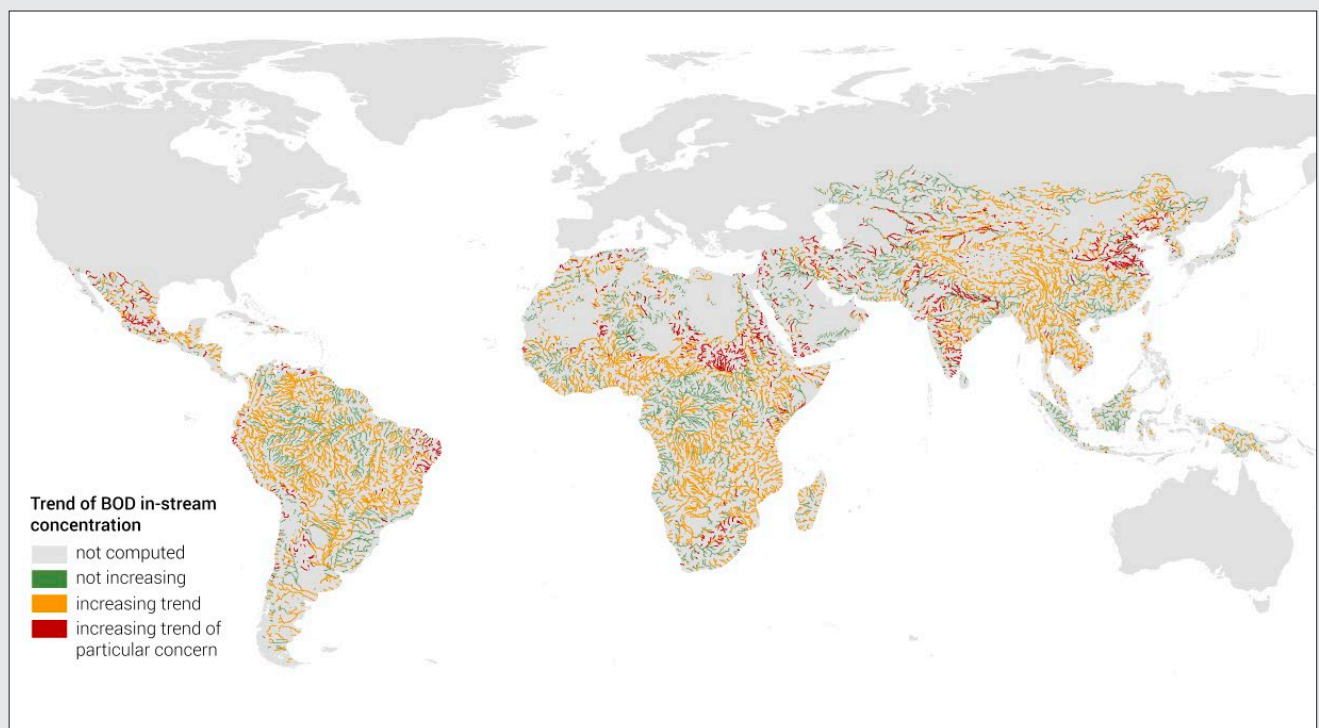 Trend of BOD in-stream
concentration
not computed
not increasing
increasing trend
increasing trend of
particular concern